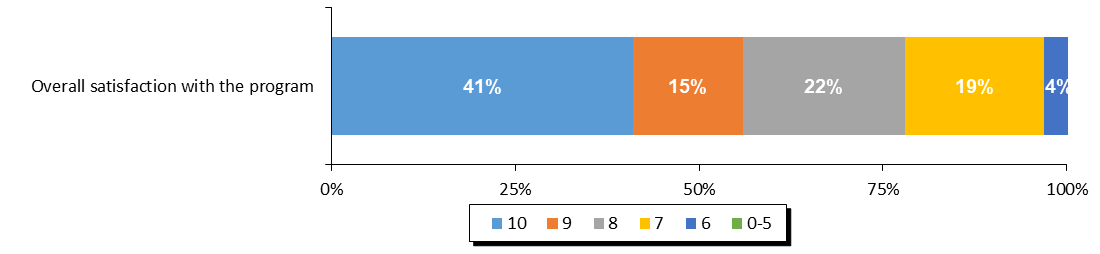 Overall satisfaction with the program
41% 15% 22% 19% 4%
0% 25% 50% 75% 100%
10 9 8 7 6 0-5